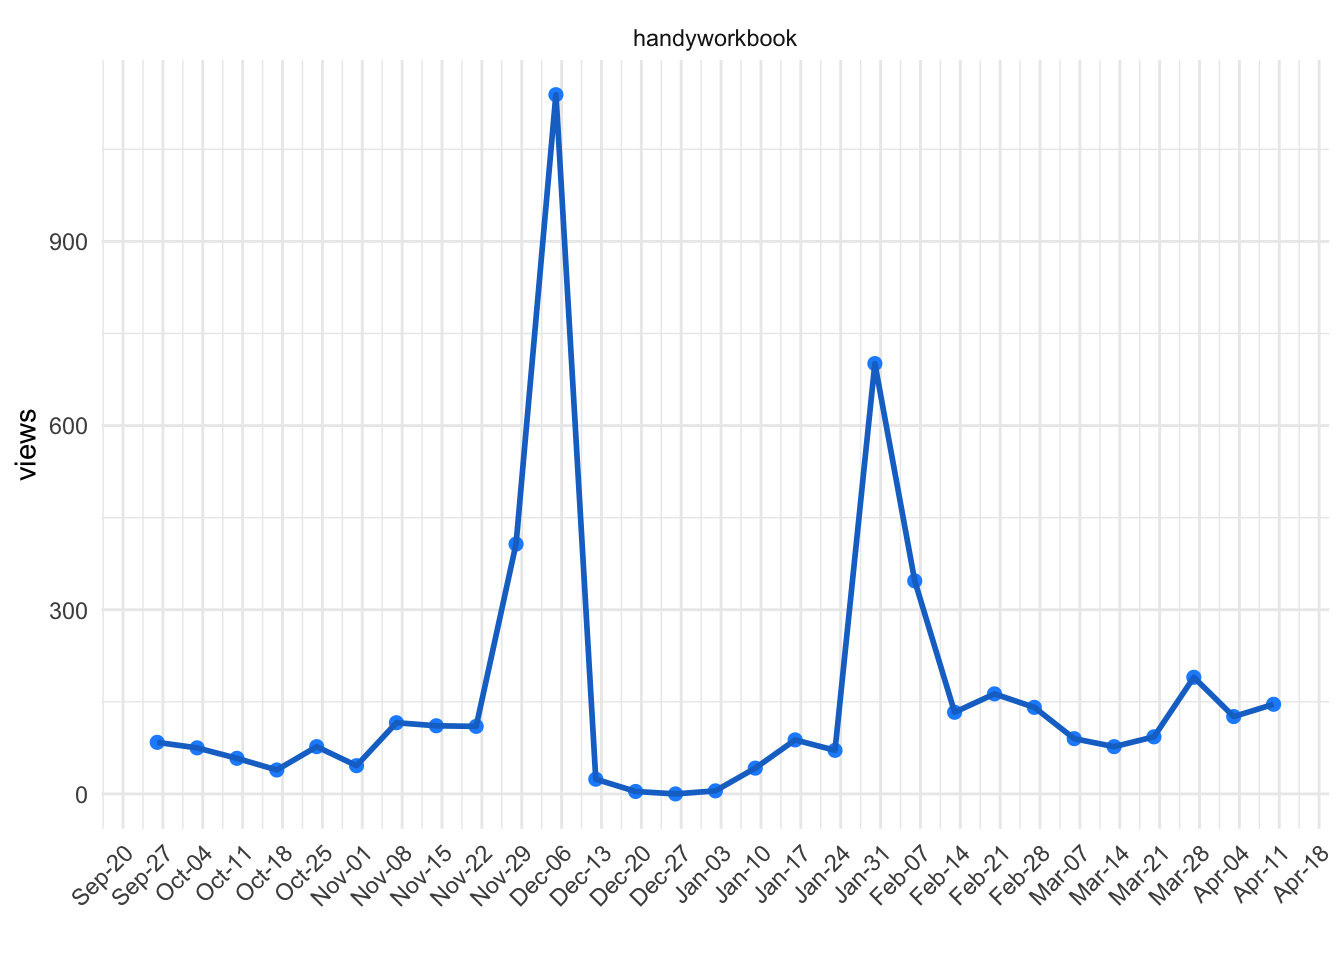 handyworkbook
views
900
600
300
0
Sep-20
Sep-27
Oct-04
Oct-11
Oct-18
Oct-25
Nov-01
Nov-08
Nov-15
Nov-22
Nov-29
Dec-06
Dec-13
Dec-20
Dec-27
Jan-03
Jan-10
Jan-17
Jan-24
Jan-31
Feb-07
Feb-14
Feb-21
Feb-28
Mar-07
Mar-14
Mar-21
Mar-28
Apr-04
Apr-11
Apr-18